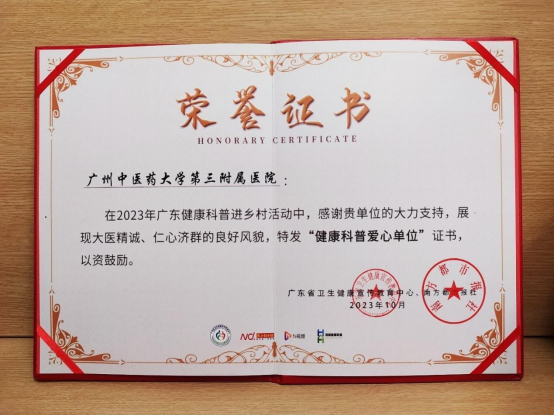 荣誉证书
HONORARY CERTIFICATE
广州中医药大学第三附属医院：
在2023年广东健康科普进乡村活动中，感谢贵单位的大力支持，展
现大医精诚、仁心济群的良好风貌，特发“健康科普爱心单位”证书，
以资鼓励。
广东省卫生健康宣传教育中心、南方都市报社
2023年10月